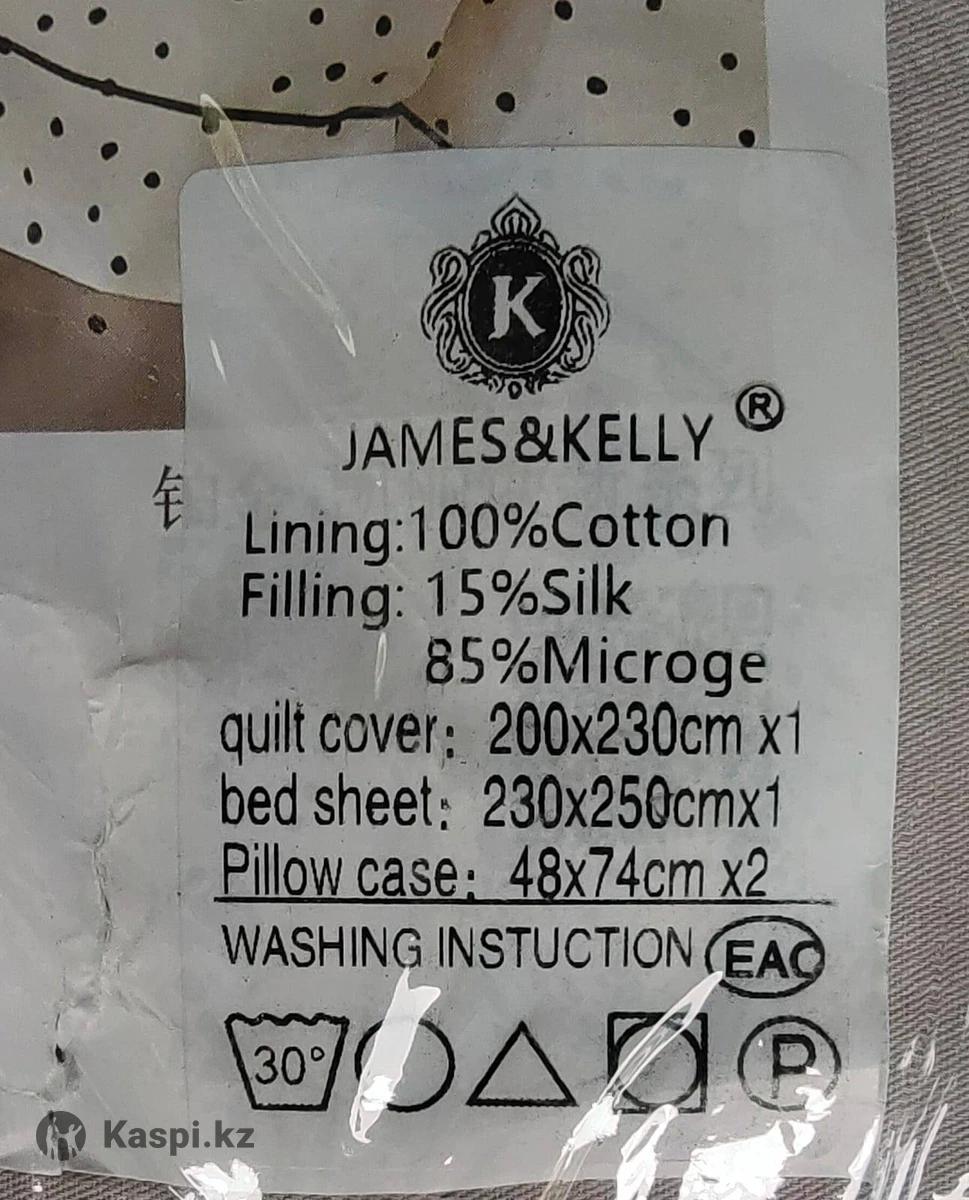 K
JAMES&KELLY ®
Lining:100%Cotton
Filling: 15%Silk
85%Microge
quilt cover: 200x230cm x1
bed sheet: 230x250cmx1
Pillow case: 48x74cm x2
WASHING INSTUCTION EAC
30° P
Kaspi.kz